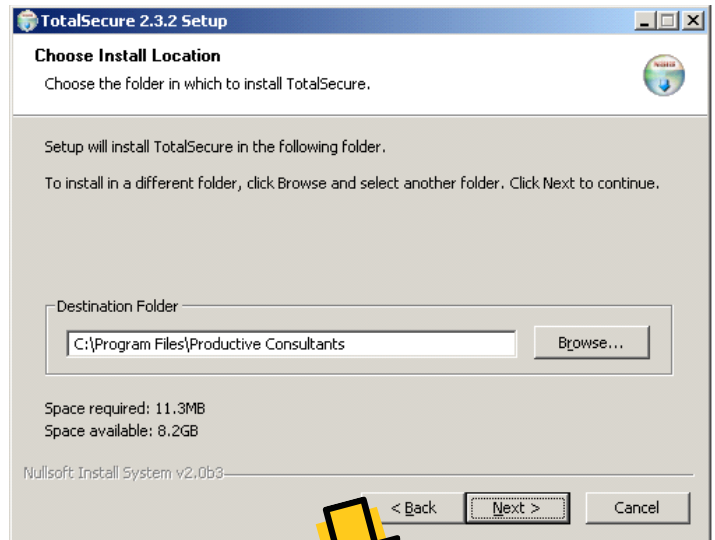 TotalSecure 2.3.2 Setup
Choose Install Location
Choose the folder in which to install TotalSecure.
Setup will install TotalSecure in the following folder.
To install in a different folder, click Browse and select another folder. Click Next to continue.
Destination Folder
C:\Program Files\Productive Consultants
Browse...
Space required: 11.3MB
Space available: 8.2GB
Nullsoft Install System v2.0b3
< Back
Next >
Cancel